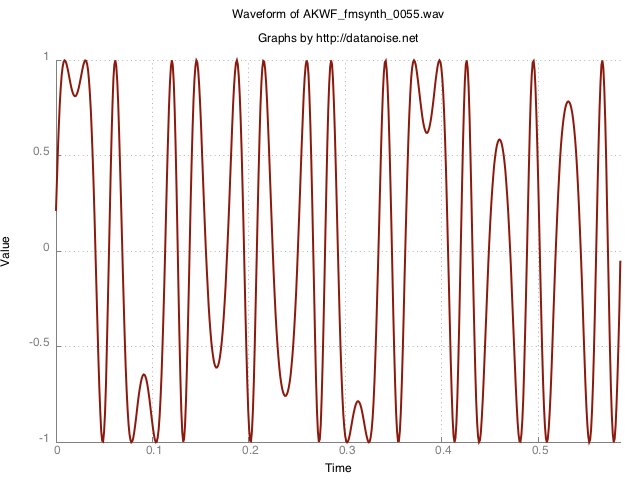 Waveform of AKWF_fmsynth_0055.wav
Graphs by http://datanoise.net
1
0.5
0
-0.5
-1
Value
0
0.1
0.2
0.3
0.4
0.5
Time